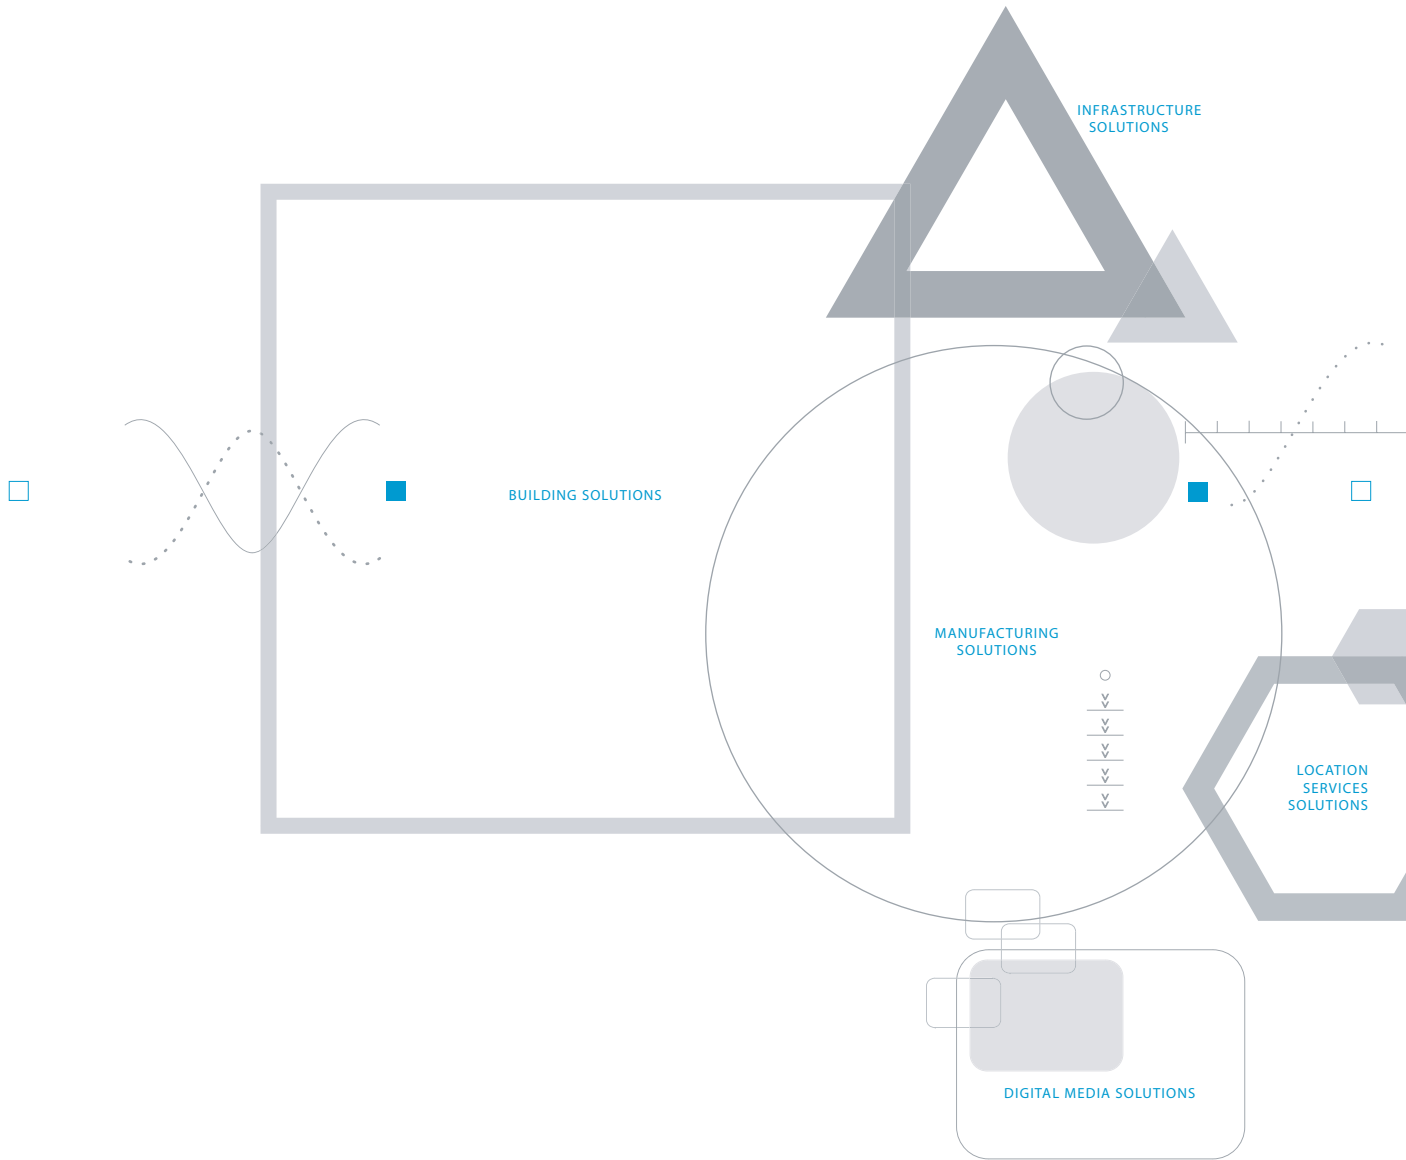 INFRASTRUCTURE
SOLUTIONS
BUILDING SOLUTIONS
MANUFACTURING
SOLUTIONS
LOCATION
SERVICES
SOLUTIONS
DIGITAL MEDIA SOLUTIONS